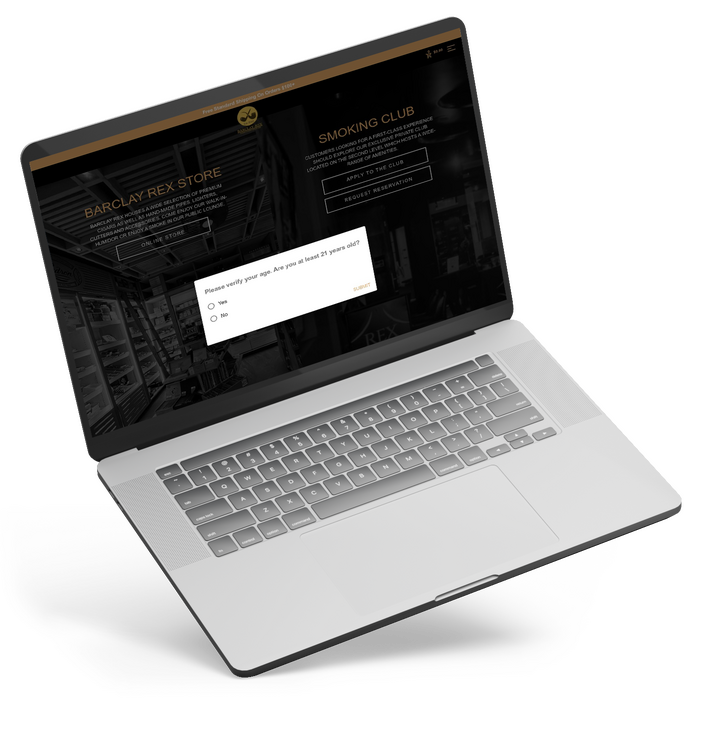 Free Standard Shipping On Orders $150+
$0.00
BARCLAY REX STORE
BARCLAY REX HOUSES A WIDE SELECTION OF PREMIUM
CIGARS AS WELL AS HAND MADE PIPES, LIGHTERS,
CUTTERS AND ACCESSORIES. COME ENJOY OUR WALK-IN
HUMIDOR OR ENJOY A SMOKE IN OUR PUBLIC LOUNGE.
ONLINE STORE
SMOKING CLUB
CUSTOMERS LOOKING FOR A FIRST-CLASS EXPERIENCE
SHOULD EXPLORE OUR EXCLUSIVE PRIVATE CLUB
LOCATED ON THE SECOND LEVEL WHICH HOSTS A WIDE-
RANGE OF AMENITIES.
APPLY TO THE CLUB
REQUEST RESERVATION
Please verify your age. Are you at least 21 years old?
Yes
No
SUBMIT
REX
Q W E R T Y U I O P
A S D F G H J K L
Z X C V B N M